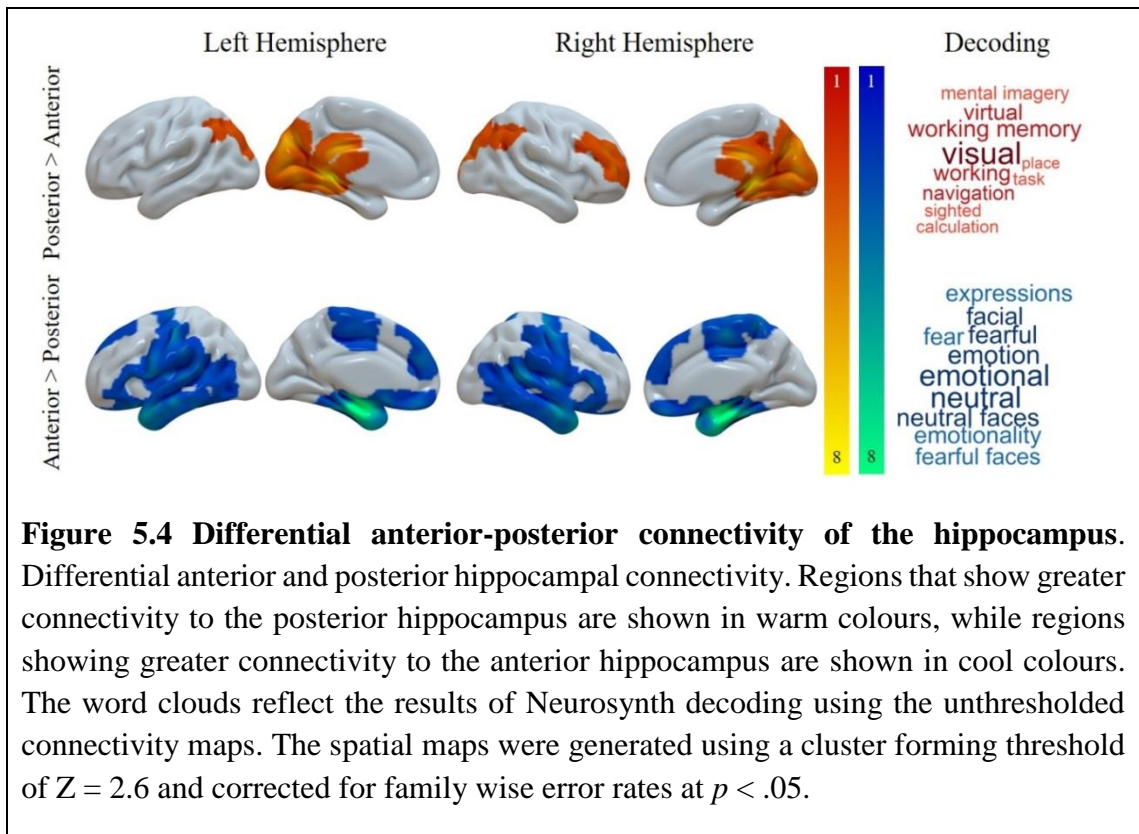 Left Hemisphere Right Hemisphere Decoding
Posterior > Anterior
1 1
mental imagery
virtual
working memory
visual
place
working task
navigation
sighted
calculation
Anterior > Posterior
expressions
facial
fear fearful
emotion
emotional
neutral
neutral faces
emotionality
fearful faces
8 8
Figure 5.4 Differential anterior-posterior connectivity of the hippocampus.
Differential anterior and posterior hippocampal connectivity. Regions that show greater
connectivity to the posterior hippocampus are shown in warm colours, while regions
showing greater connectivity to the anterior hippocampus are shown in cool colours.
The word clouds reflect the results of Neurosynth decoding using the unthresholded
connectivity maps. The spatial maps were generated using a cluster forming threshold
of Z = 2.6 and corrected for family wise error rates at p < .05.